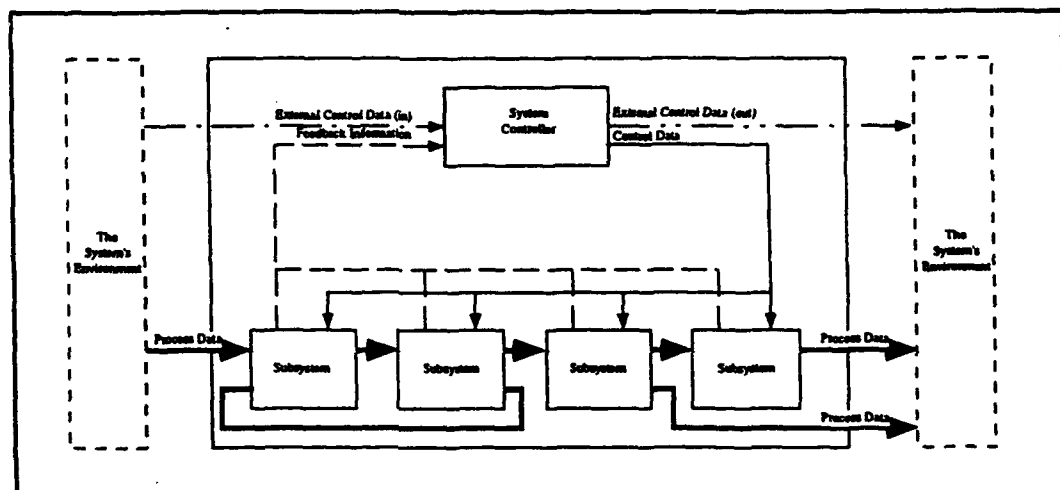 External Control Data (in)
Feedback Information
System
Controller
External Control Data (out)
Control Data
The
System's
Environment
The
System's
Environment
Process Data
Subsystem
Subsystem
Subsystem
Subsystem
Process Data
Process Data